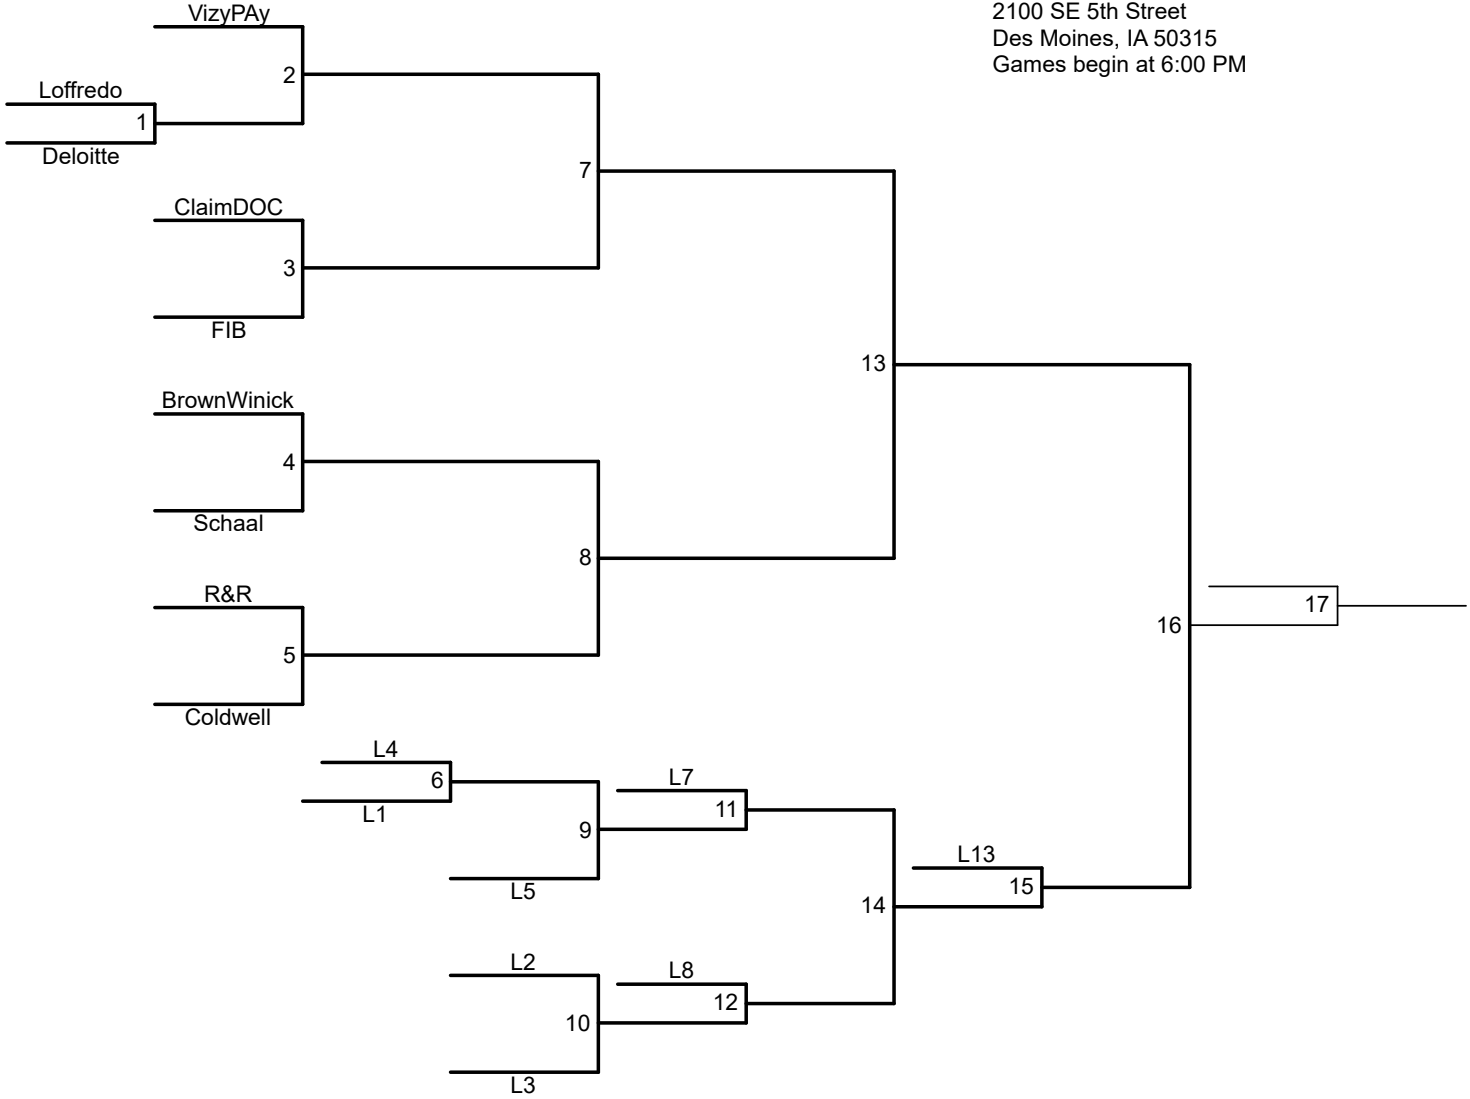 VizyPAy
2100 SE 5th Street
Des Moines, IA 50315
Games begin at 6:00 PM
2
Loffredo
1
Deloitte
7
ClaimDOC
3
FIB
13
BrownWinick
4
Schaal
8
R&R
17
16
5
Coldwell
L4
6
L1
L7
11
9
L5
L13
15
14
L2
L8
12
10
L3